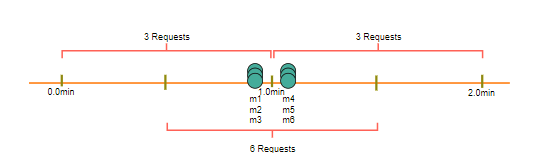 3 Requests
3 Requests
0.0min
1.0min
2.0min
m1
m4
m2
m5
m3
m6
6 Requests